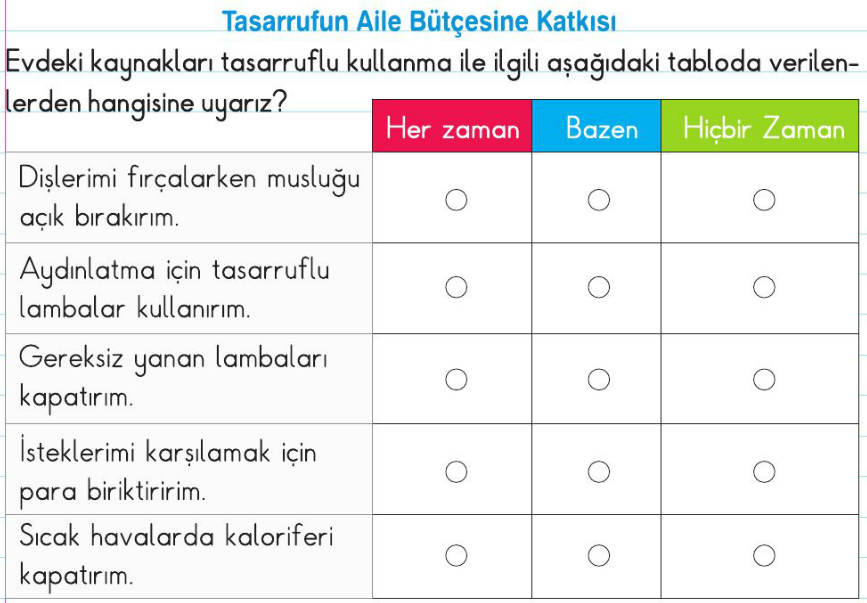 Tasarrufun Aile Bütçesine Katkısı
Evdeki kaynakları tasarruflu kullanma ile ilgili aşağıdaki tabloda verilen-
lerden hangisine uyarız?
Her zaman Bazen Hiçbir Zaman
Dişlerimi fırçalarken musluğu
açık bırakırım.
Aydınlatma için tasarruflu
lambalar kullanırım.
Gereksiz yanan lambaları
kapatırım.
İsteklerimi karşılamak için
para biriktiririm.
Sıcak havalarda kaloriferi
kapatırım.